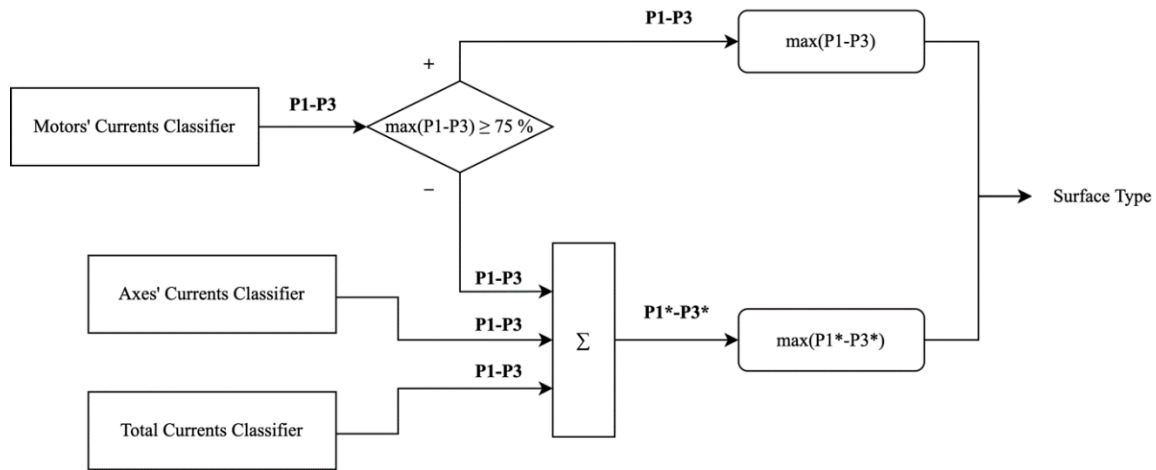 P1-P3
max(P1-P3)
+
P1-P3
Motors' Currents Classifier
max(P1-P3) ≥ 75 %
−
Surface Type
P1-P3
Axes' Currents Classifier
P1-P3
P1*-P3*
Σ
max(P1*-P3*)
P1-P3
Total Currents Classifier